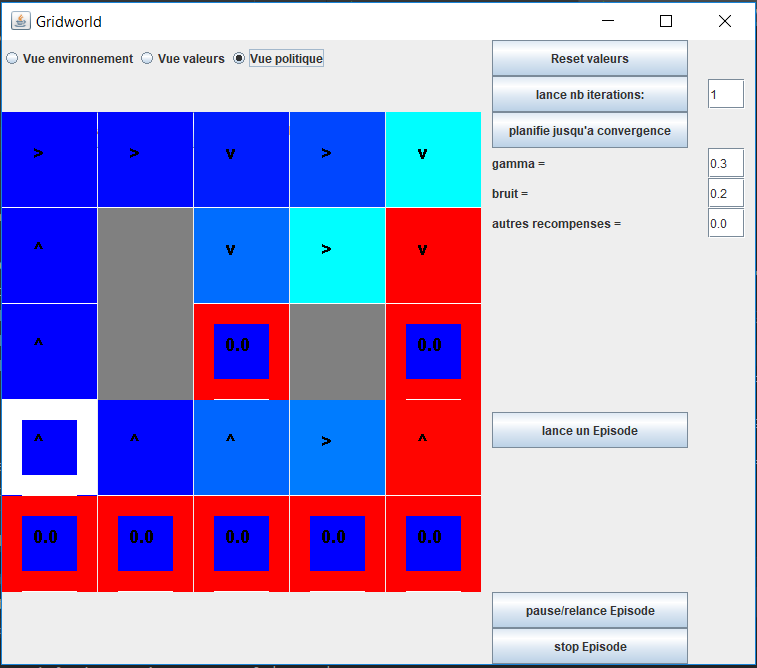 Gridworld
Vue environnement Vue valeurs Vue politique
Reset valeurs
lance nb iterations: 1
planifie jusqu'a convergence
gamma = 0.3
bruit = 0.2
autres recompenses = 0.0
> > v > v
^ v > v
^ 0.0 0.0
^ ^ ^ > ^
0.0 0.0 0.0 0.0 0.0
lance un Episode
pause/relance Episode
stop Episode